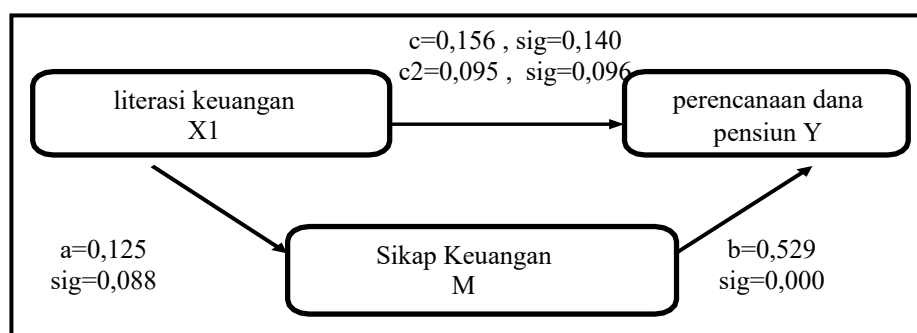 c=0,156 , sig=0,140
c2=0,095 , sig=0,096
literasi keuangan
X1
perencanaan dana
pensiun Y
a=0,125
sig=0,088
Sikap Keuangan
M
b=0,529
sig=0,000